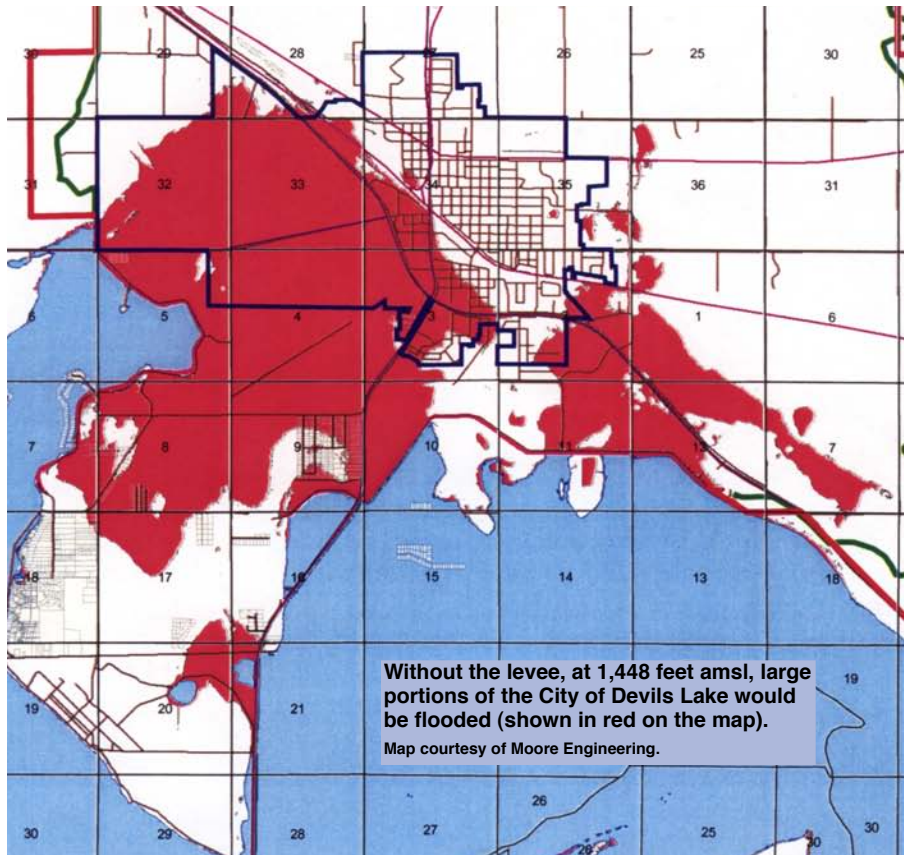 30 29 28 27 26 25 30
31 32 33 34 35 36 31
6 5 4 3 1 6
7 8 9 10 11 12 7
18 17 16 15 14 13 18
19 20 21 19
30 29 28 27 26 25 30 30
26
Without the levee, at 1,448 feet amsl, large
portions of the City of Devils Lake would
be flooded (shown in red on the map).
Map courtesy of Moore Engineering.